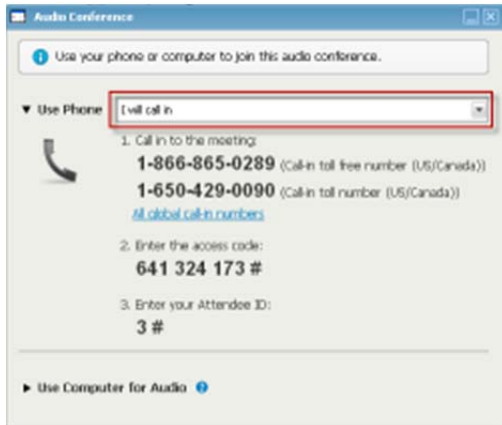 Audio Conference
Use your phone or computer to join this audio conference.
Use Phone
I will call in
1. Call in to the meeting:
1-866-865-0289 (Call-in toll free number (US/Canada))
1-650-429-0090 (Call-in toll number (US/Canada))
All global call-in numbers
2. Enter the access code:
641 324 173 #
3. Enter your Attendee ID:
3 #
Use Computer for Audio